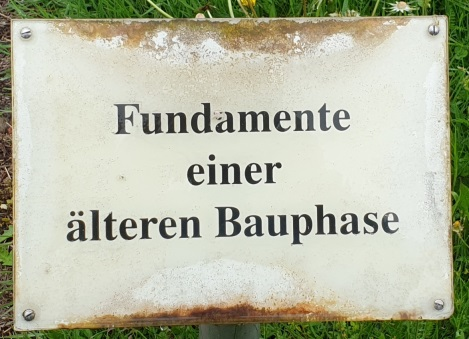 Fundamente
einer
älteren Bauphase